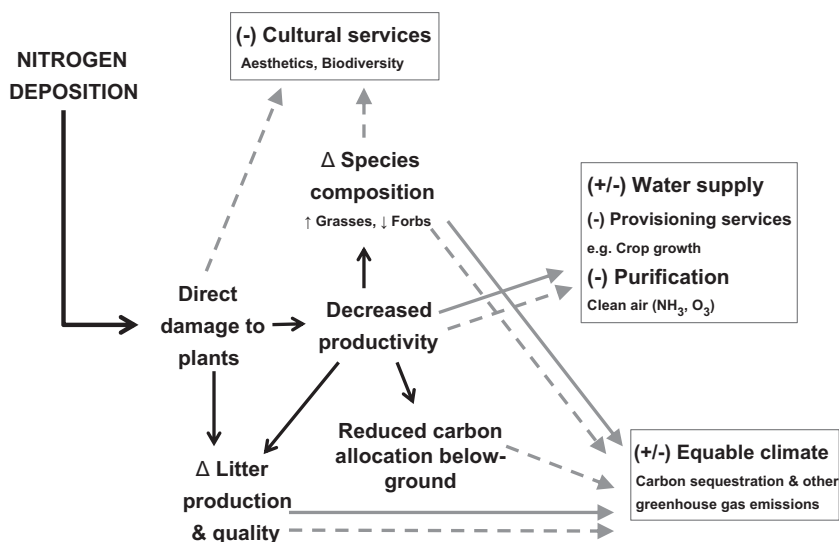 (-) Cultural services
Aesthetics, Biodiversity
NITROGEN
DEPOSITION
Δ Species
composition
↑ Grasses, ↓ Forbs
(+/-) Water supply
(-) Provisioning services
e.g. Crop growth
(-) Purification
Clean air (NH3, O3)
Direct
damage to
plants
Decreased
productivity
Reduced carbon
allocation below-
ground
Δ Litter
production
& quality
(+/-) Equable climate
Carbon sequestration & other
greenhouse gas emissions